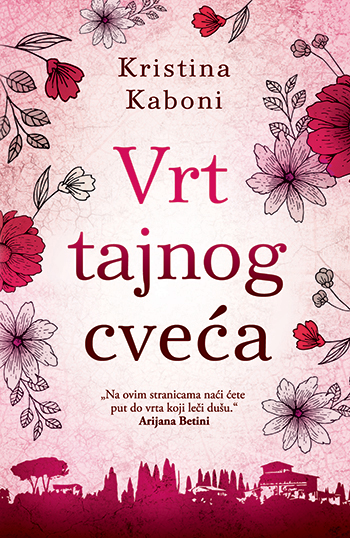 Kristina
Kaboni
Vrt
tajnog
cveća
„Na ovim stranicama naći ćete
put do vrta koji leči dušu.“
Arijana Betini